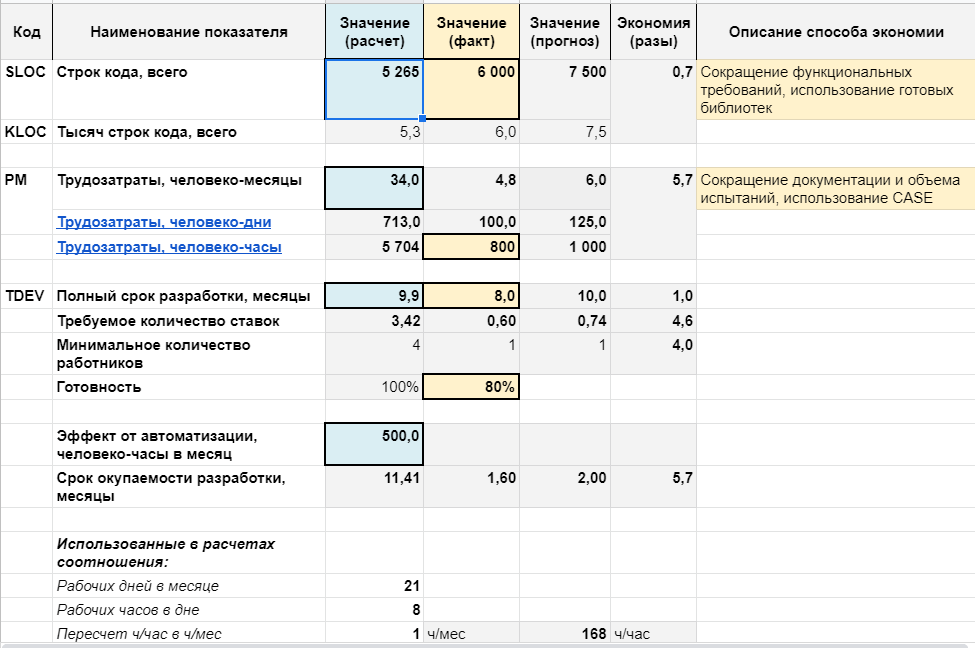 Код Наименование показателя Значение (расчет) Значение (факт) Значение (прогноз) Экономия (разы) Описание способа экономии
SLOC Строк кода, всего 5 265 6 000 7 500 0,7 Сокращение функциональных
требований, использование готовых
библиотек
KLOC Тысяч строк кода, всего 5,3 6,0 7,5
PM Трудозатраты, человеко-месяцы 34,0 4,8 6,0 5,7 Сокращение документации и объема
испытаний, использование CASE
Трудозатраты, человеко-дни 713,0 100,0 125,0
Трудозатраты, человеко-часы 5 704 800 1 000
TDEV Полный срок разработки, месяцы 9,9 8,0 10,0 1,0
Требуемое количество ставок 3,42 0,60 0,74 4,6
Минимальное количество 4 1 1 4,0
работников
Готовность 100% 80%
Эффект от автоматизации, 500,0
человеко-часы в месяц
Срок окупаемости разработки, 11,41 1,60 2,00 5,7
месяцы
Использованные в расчетах
соотношения:
Рабочих дней в месяце 21
Рабочих часов в дне 8
Пересчет ч/час в ч/мес 1 ч/мес 168 ч/час